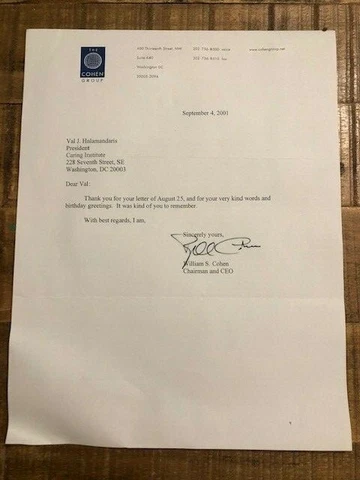 THE
COHEN
GROUP
Washington DC
September 4, 2001
Val J. Halamandaris
President
Caring Institute
228 Seventh Street, SE
Washington, DC 20003
Dear Val:
Thank you for your letter of August 25, and for your very kind words and
birthday greetings. It was kind of you to remember.
With best regards, I am,
Sincerely yours,
William S. Cohen
Chairman and CEO